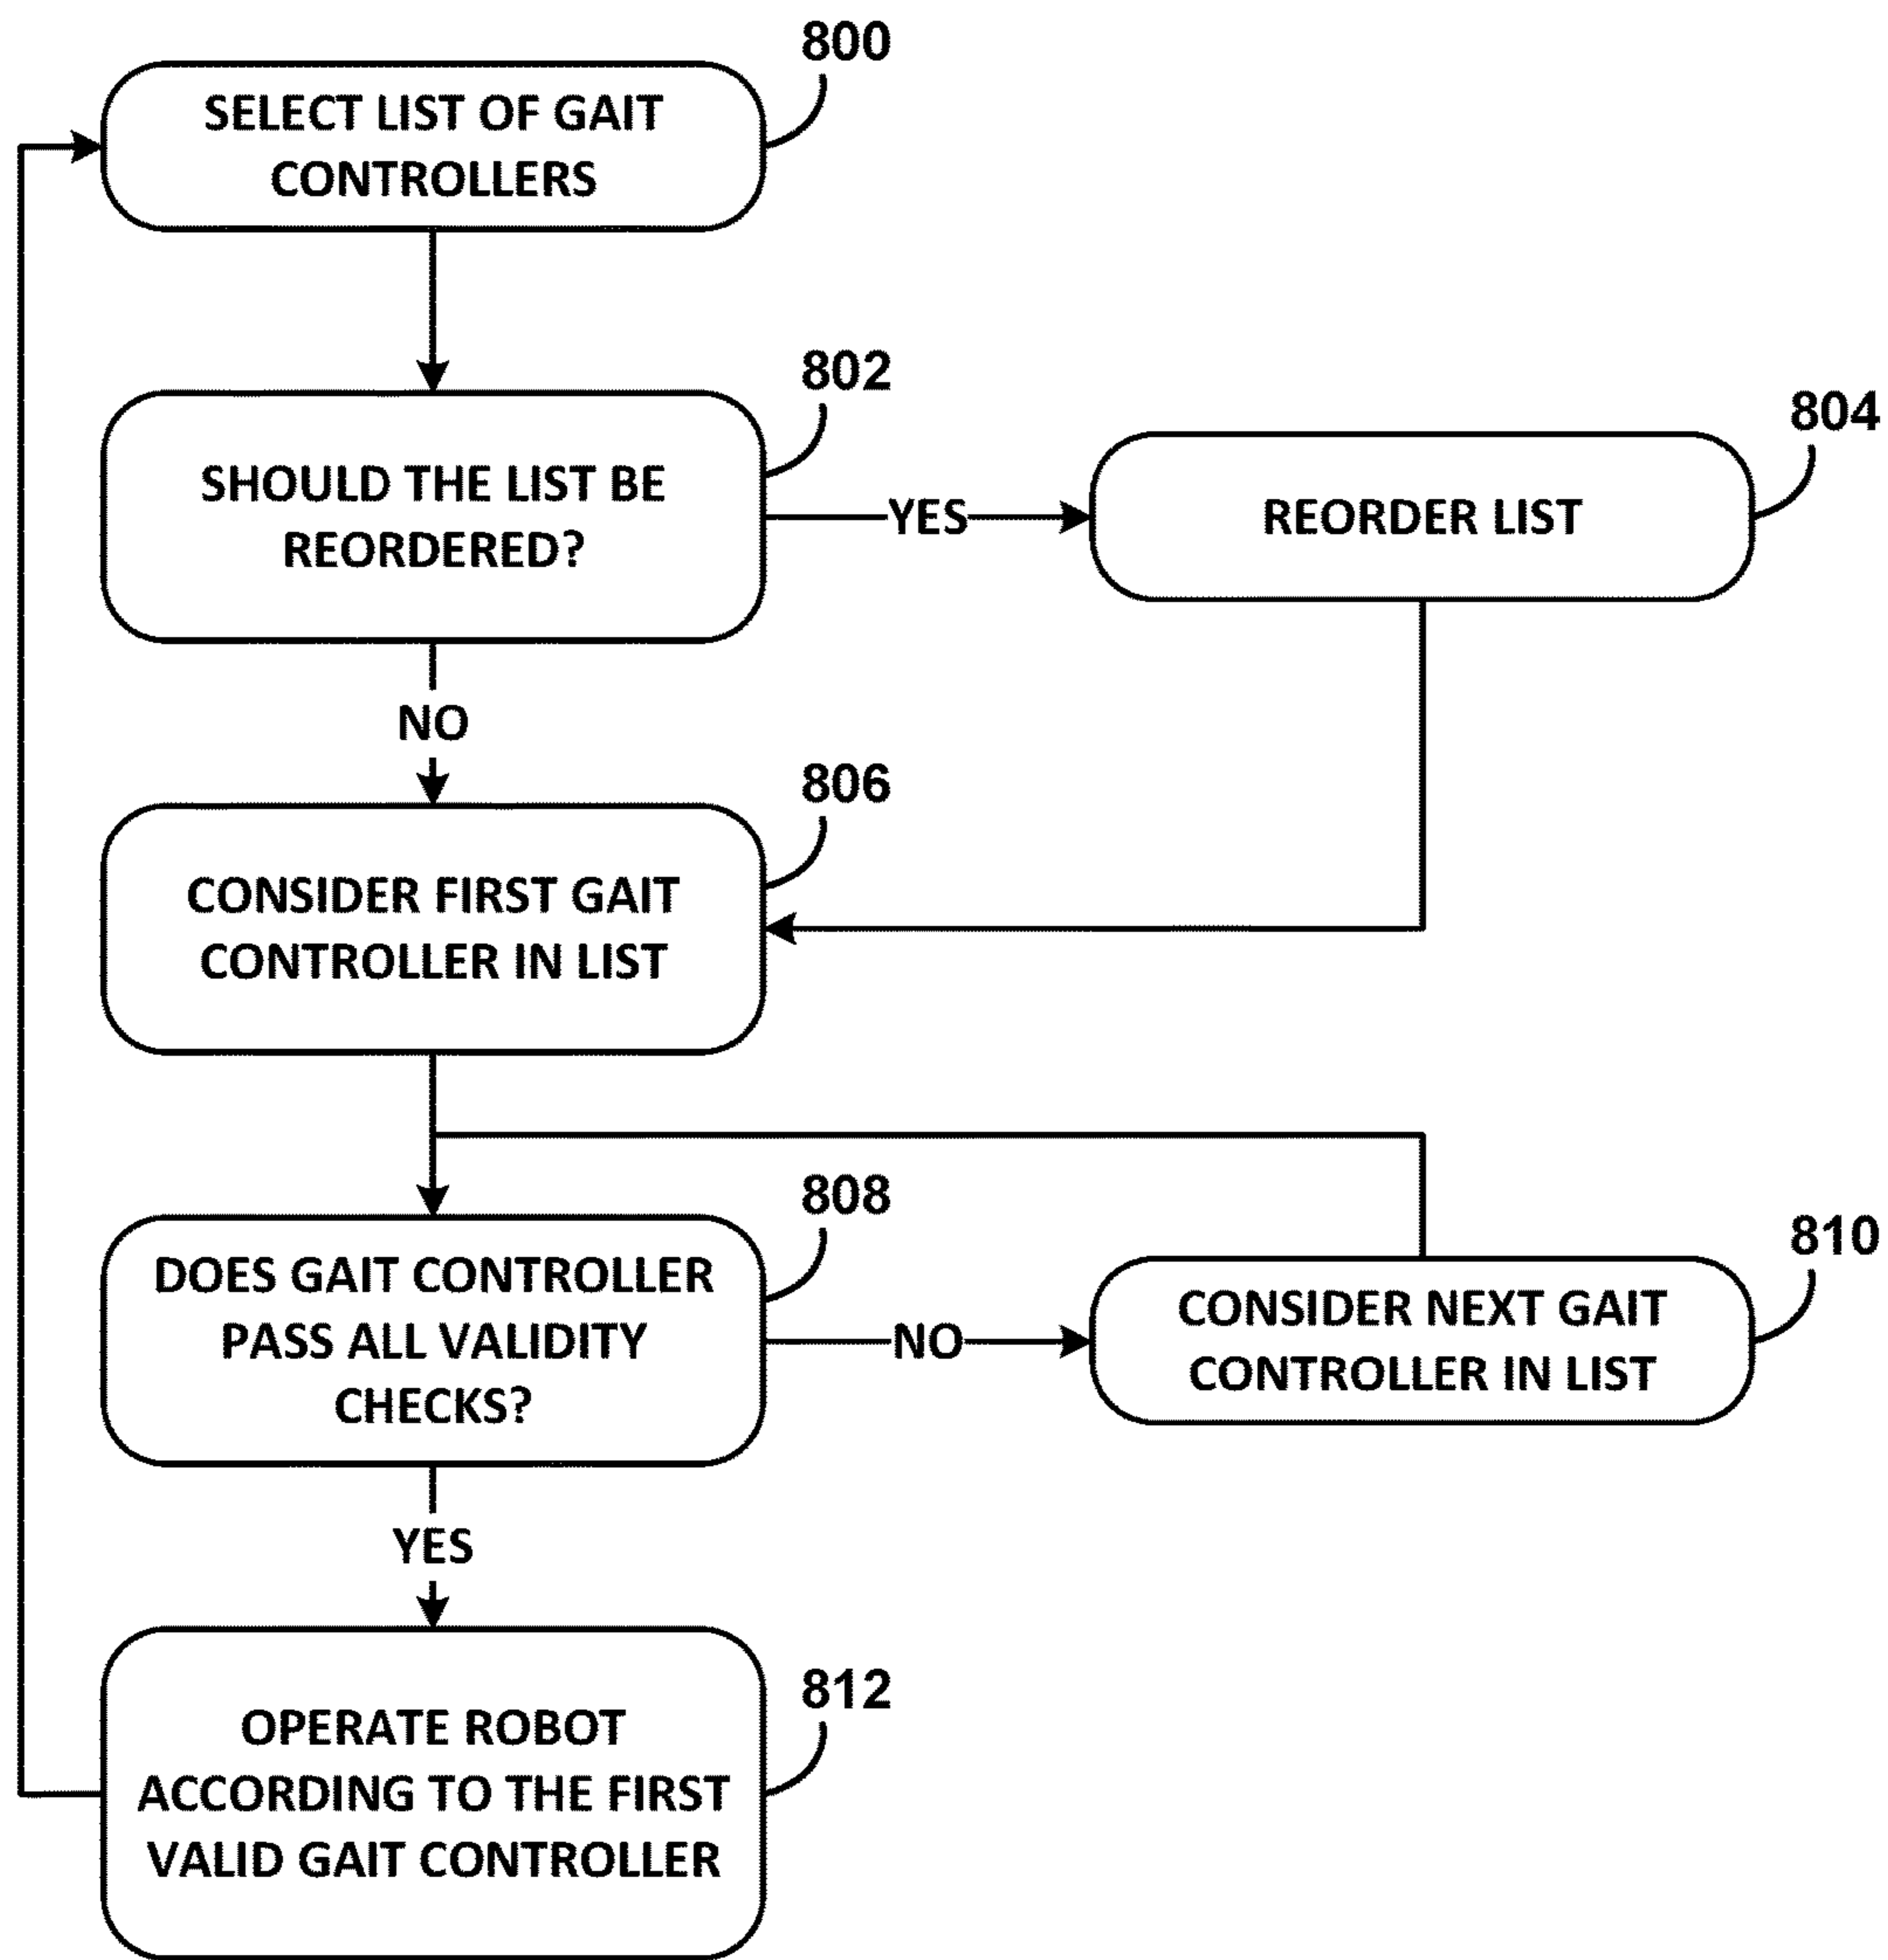 800
SELECT LIST OF GAIT
CONTROLLERS
802
SHOULD THE LIST BE
REORDERED?
YES
804
REORDER LIST
NO
806
CONSIDER FIRST GAIT
CONTROLLER IN LIST
808
DOES GAIT CONTROLLER
PASS ALL VALIDITY
CHECKS?
NO
810
CONSIDER NEXT GAIT
CONTROLLER IN LIST
YES
812
OPERATE ROBOT
ACCORDING TO THE FIRST
VALID GAIT CONTROLLER